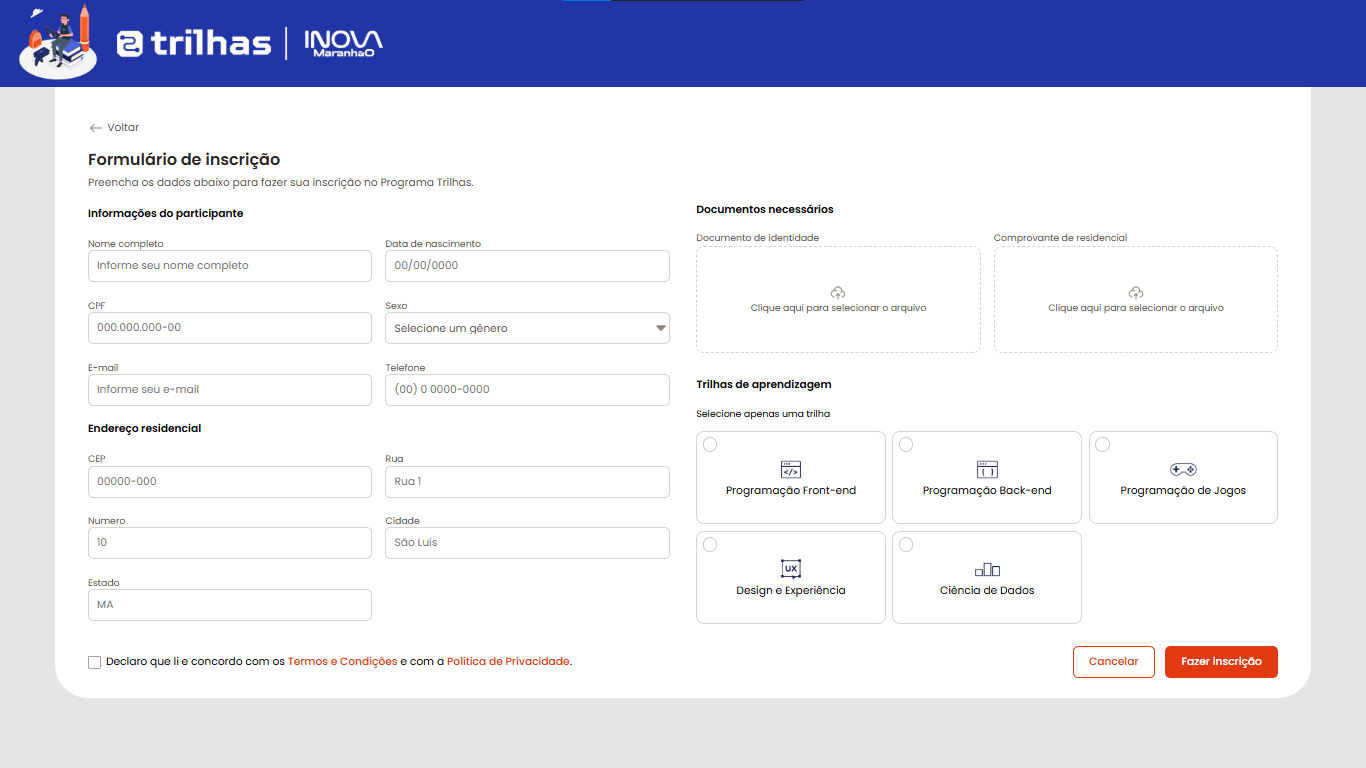 trilhas
INOVA
MaranhãO
Voltar
Formulário de inscrição
Preencha os dados abaixo para fazer sua inscrição no Programa Trilhas.
Informações do participante
Nome completo
Data de nascimento
Informe seu nome completo
00/00/0000
CPF
Sexo
000.000.000-00
Selecione um gênero
E-mail
Telefone
Informe seu e-mail
(00) 0 0000-0000
Endereço residencial
CEP
Rua
00000-000
Rua 1
Numero
Cidade
10
São Luis
Estado
MA
Documentos necessários
Documento de identidade
Comprovante de residencial
Clique aqui para selecionar o arquivo
Clique aqui para selecionar o arquivo
Trilhas de aprendizagem
Selecione apenas uma trilha
</>
Programação Front-end
{ }
Programação Back-end
Programação de Jogos
UX
Design e Experiência
Ciência de Dados
Declaro que li e concordo com os Termos e Condições e com a Política de Privacidade.
Cancelar
Fazer inscrição